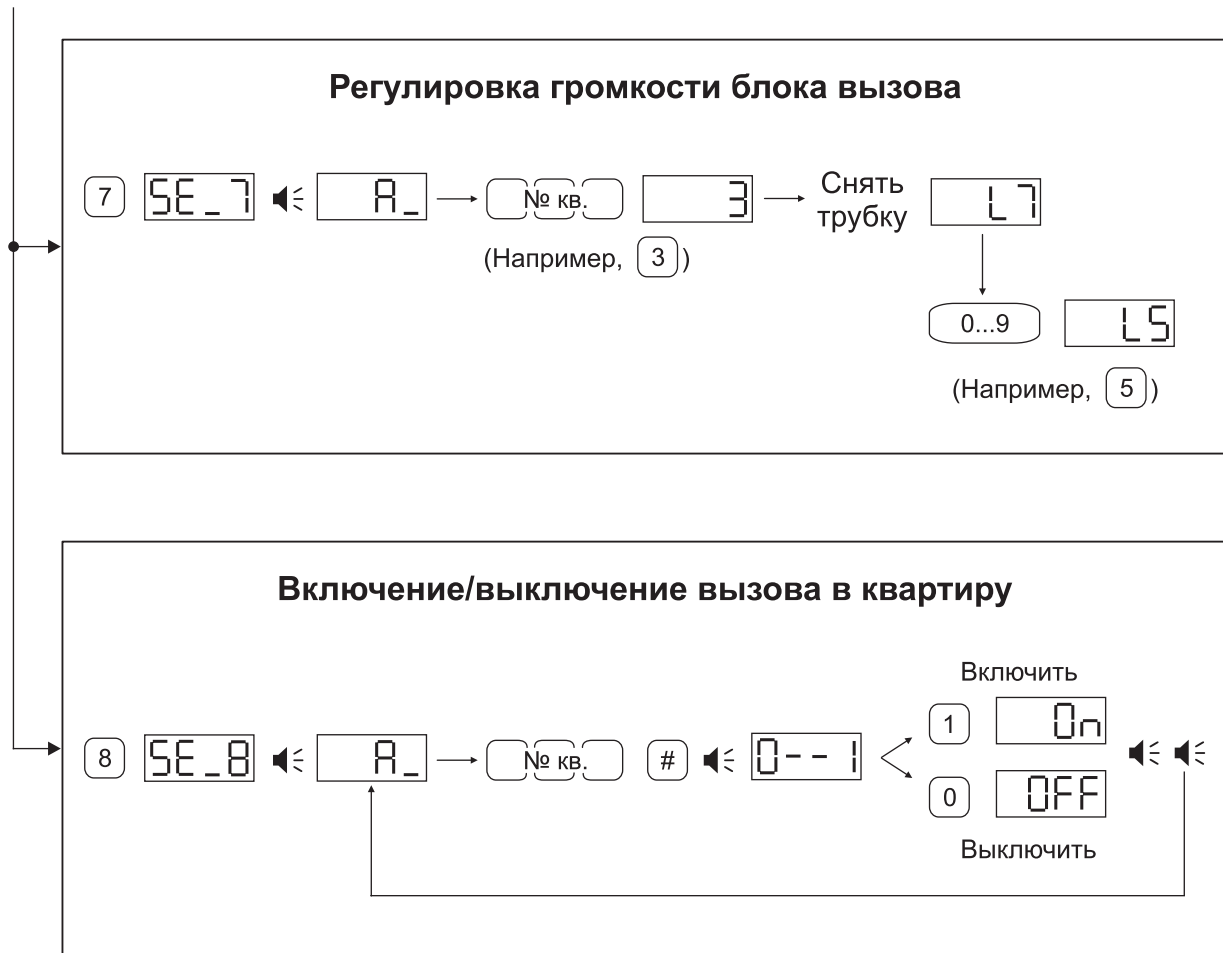 Регулировка громкости блока вызова
7 SE_7 A_ № кв. 3 Снять трубку L7
(Например, 3)
0...9 L5
(Например, 5)
Включение/выключение вызова в квартиру
Включить
8 SE_8 A_ № кв. # 0--1 1 On
0 OFF
Выключить